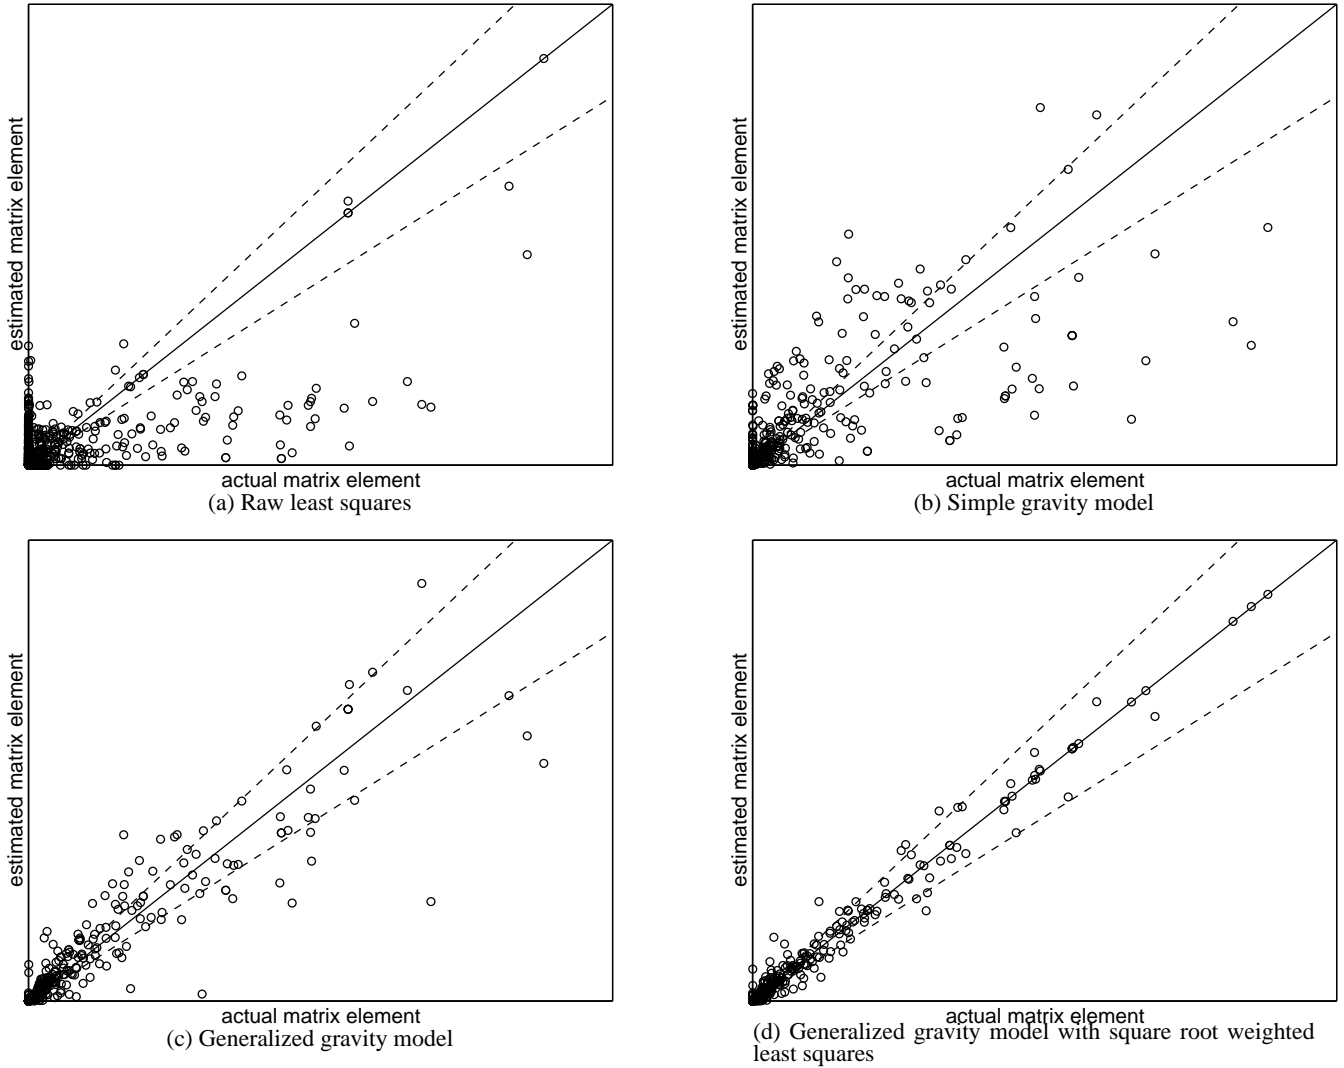 estimated matrix element
actual matrix element
(a) Raw least squares
estimated matrix element
actual matrix element
(b) Simple gravity model
estimated matrix element
actual matrix element
(c) Generalized gravity model
estimated matrix element
actual matrix element
(d) Generalized gravity model with square root weighted
least squares